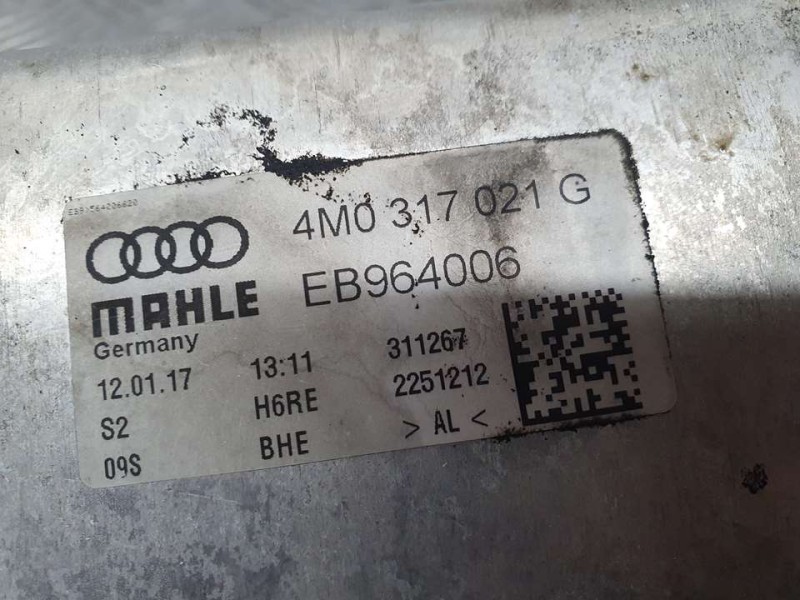 4M0 317 021 G
EB964006
MAHLE
Germany
12.01.17 13:11 311267
S2 H6RE 2251212
09S BHE > AL <